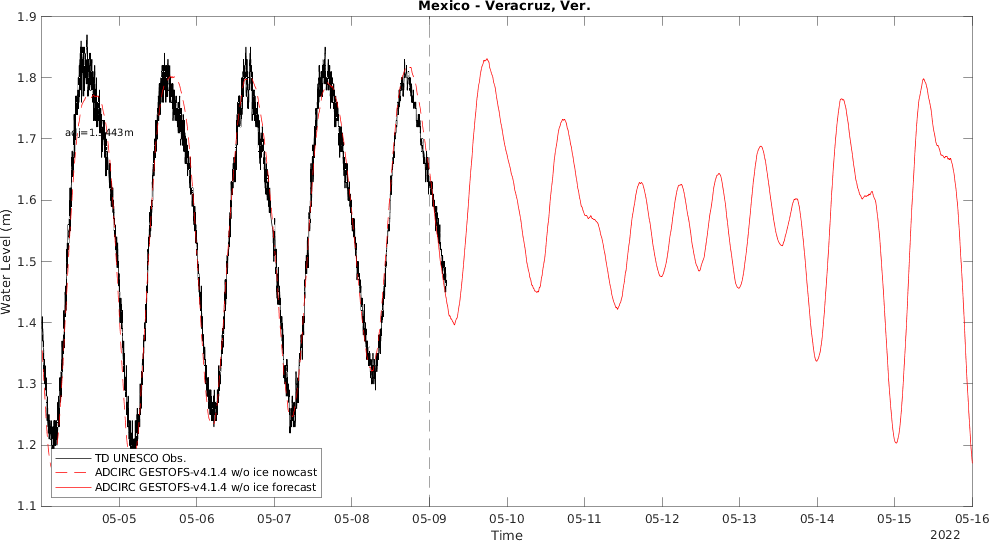 Mexico - Veracruz, Ver.
1.9
1.8
1.7
1.6
1.5
1.4
1.3
1.2
1.1
Water Level (m)
TD UNESCO Obs.
ADCIRC GESTOFS-v4.1.4 w/o ice nowcast
ADCIRC GESTOFS-v4.1.4 w/o ice forecast
05-05 05-06 05-07 05-08 05-09 05-10 05-11 05-12 05-13 05-14 05-15 05-16
Time
2022